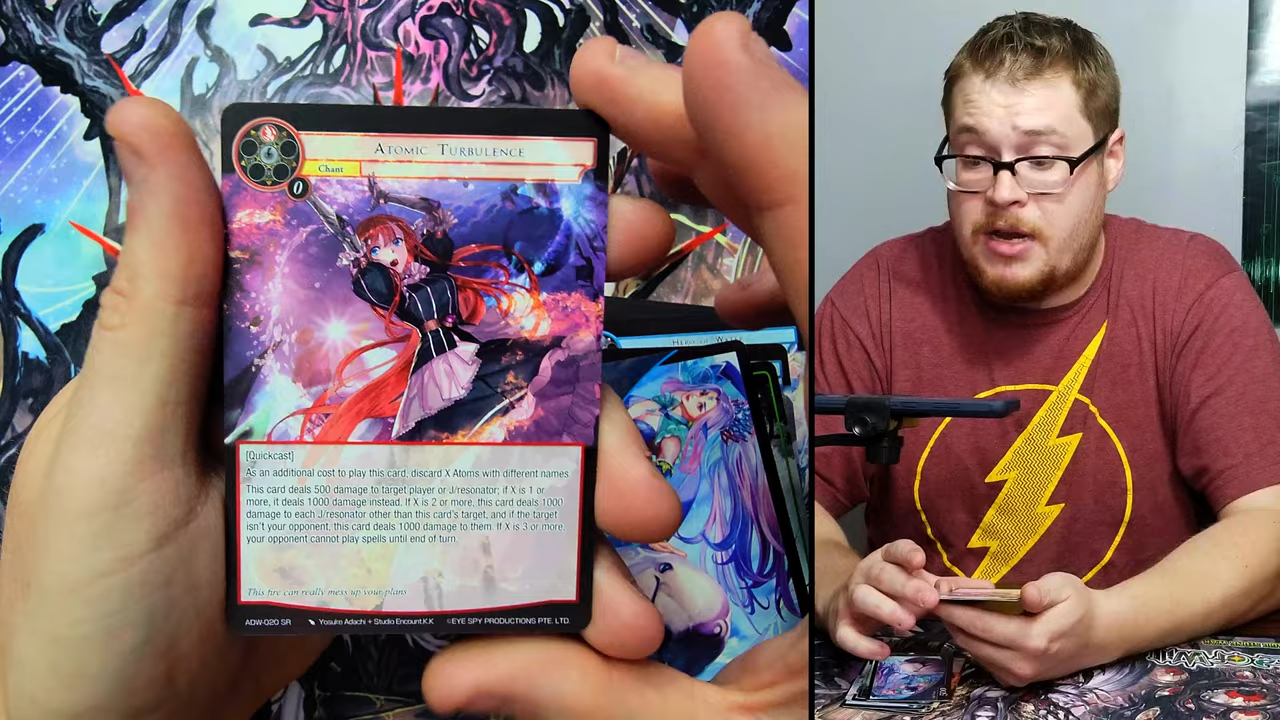 Atomic Turbulence
Chant
0
[Quickcast]
As an additional cost to play this card, discard X Atoms with different names
This card deals 500 damage to target player or J/resonator; if X is 1 or
more, it deals 1000 damage instead. If X is 2 or more, this card deals 1000
damage to each J/resonator other than this card's target, and if the target
isn't your opponent, this card deals 1000 damage to them. If X is 3 or more,
your opponent cannot play spells until end of turn.
This fire can really mess up your plans
ADW-020 SR Yosuke Adachi + Studio Encount.K.K ©EYE SPY PRODUCTIONS PTE. LTD.
Hero of Water